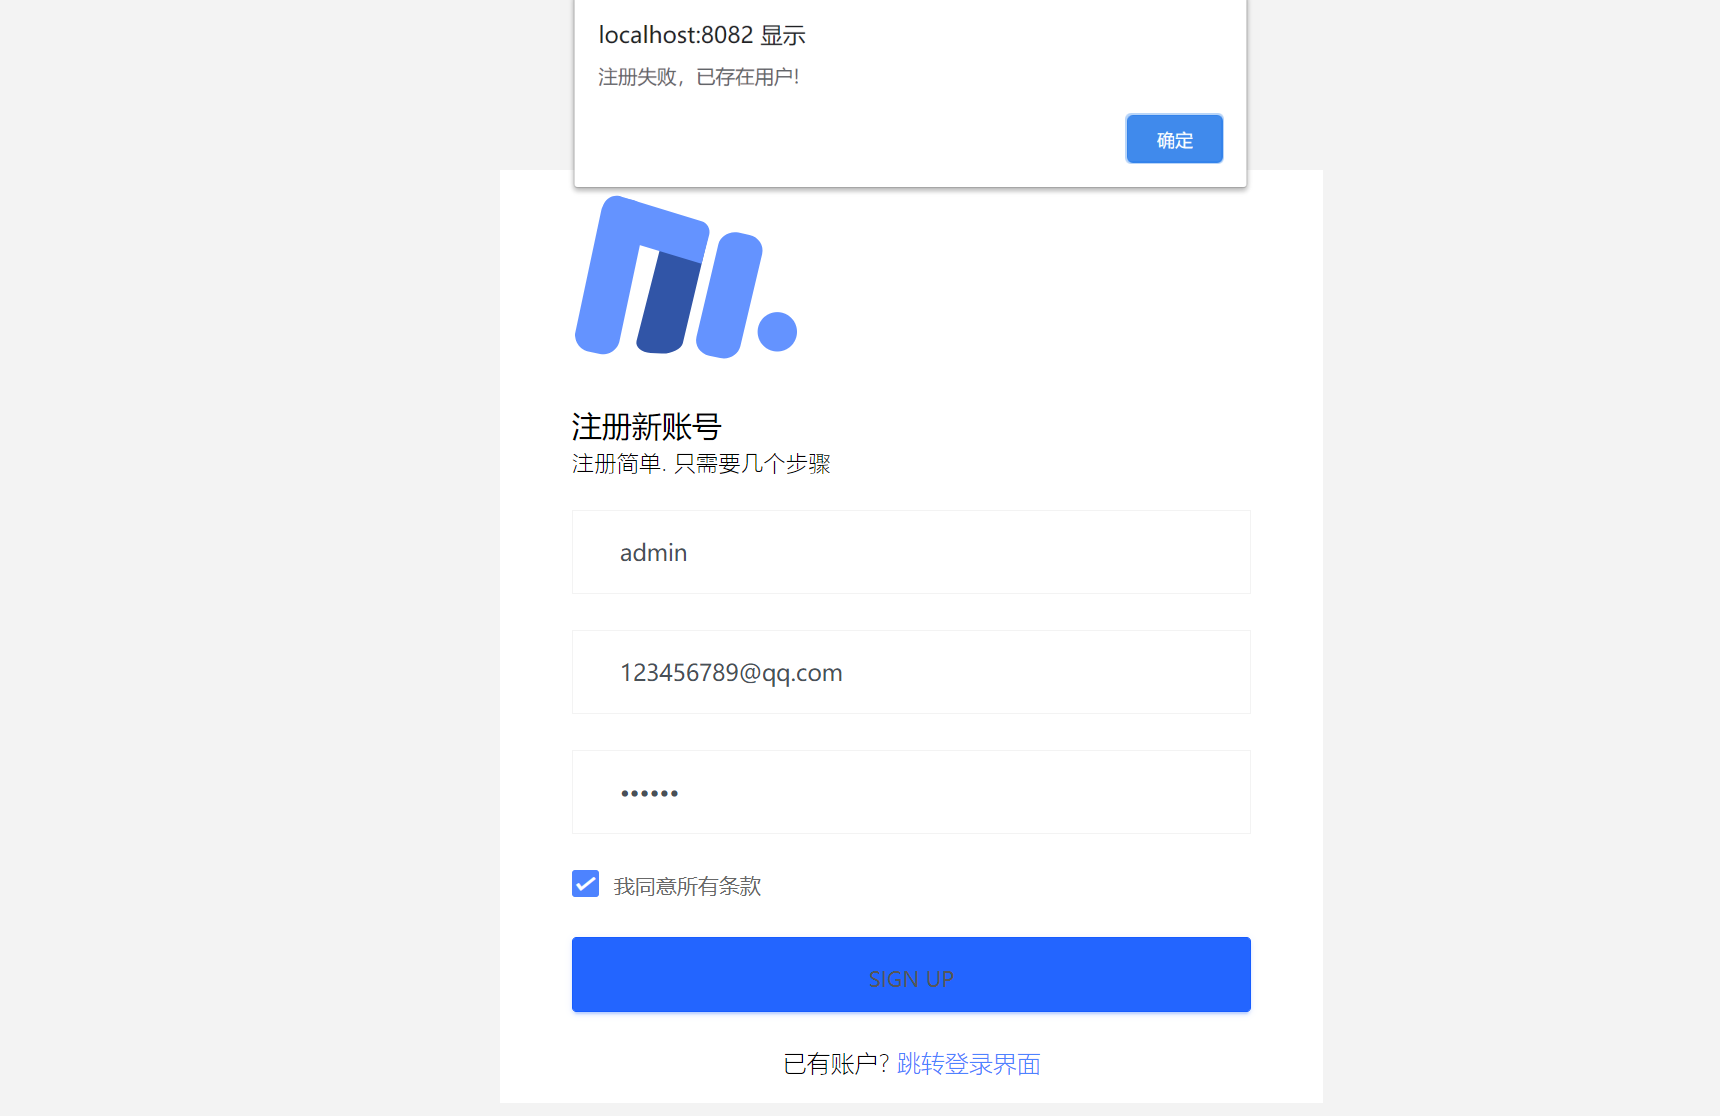 localhost:8082 显示
注册失败，已存在用户!
确定
注册新账号
注册简单. 只需要几个步骤
admin
123456789@qq.com
••••••
我同意所有条款
SIGN UP
已有账户? 跳转登录界面